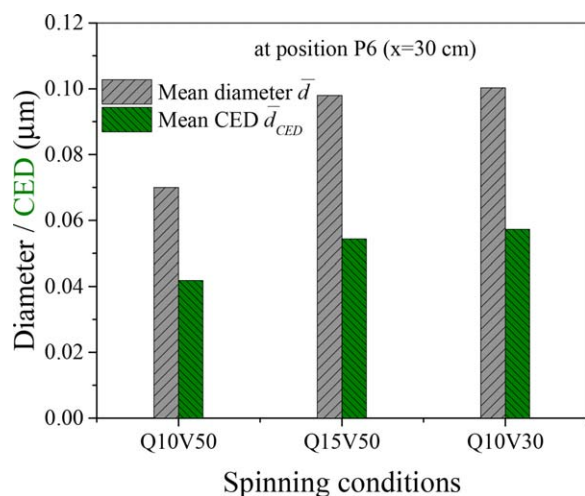 0.12
0.10
0.08
0.06
0.04
0.02
0.00
Diameter / CED (μm)
at position P6 (x=30 cm)
Mean diameter d̅
Mean CED d̅_CED
Q10V50 Q15V50 Q10V30
Spinning conditions